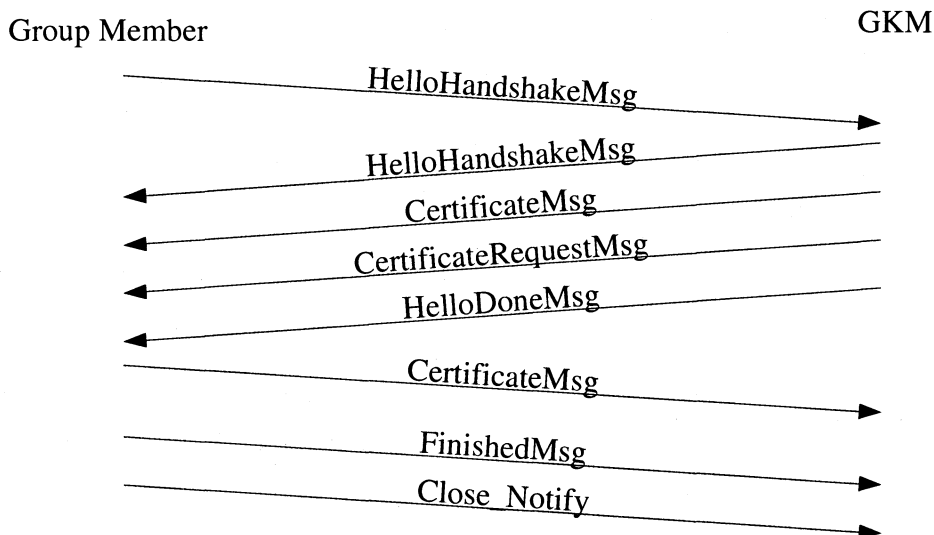 Group Member
GKM
HelloHandshakeMsg
HelloHandshakeMsg
CertificateMsg
CertificateRequestMsg
HelloDoneMsg
CertificateMsg
FinishedMsg
Close_Notify